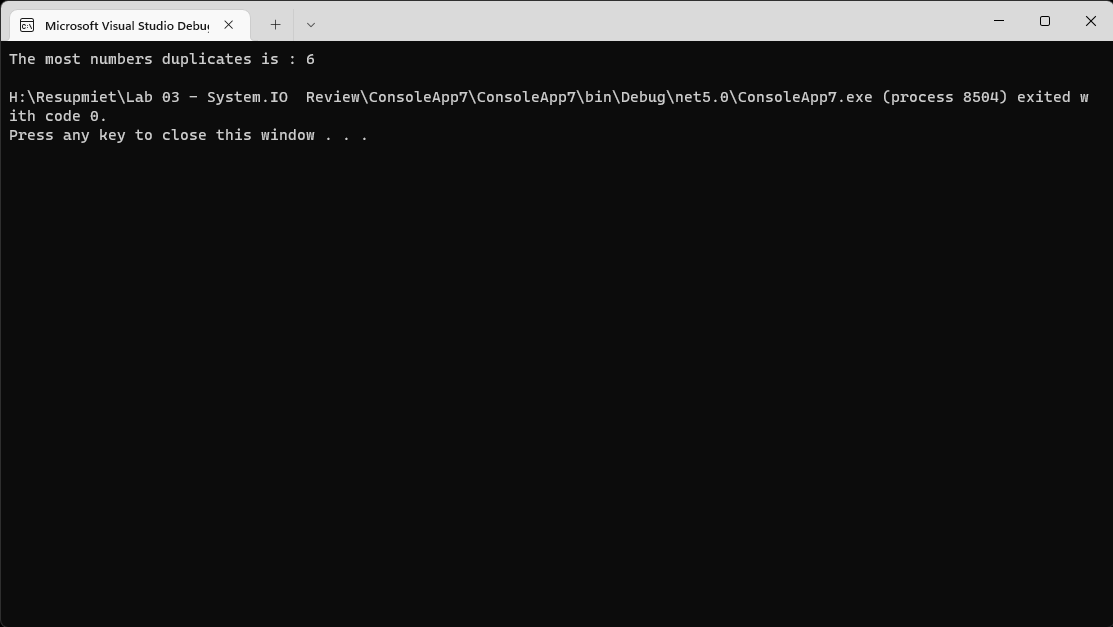 Microsoft Visual Studio Debu
The most numbers duplicates is : 6
H:\Resupmiet\Lab 03 - System.IO  Review\ConsoleApp7\ConsoleApp7\bin\Debug\net5.0\ConsoleApp7.exe (process 8504) exited w
ith code 0.
Press any key to close this window . . .